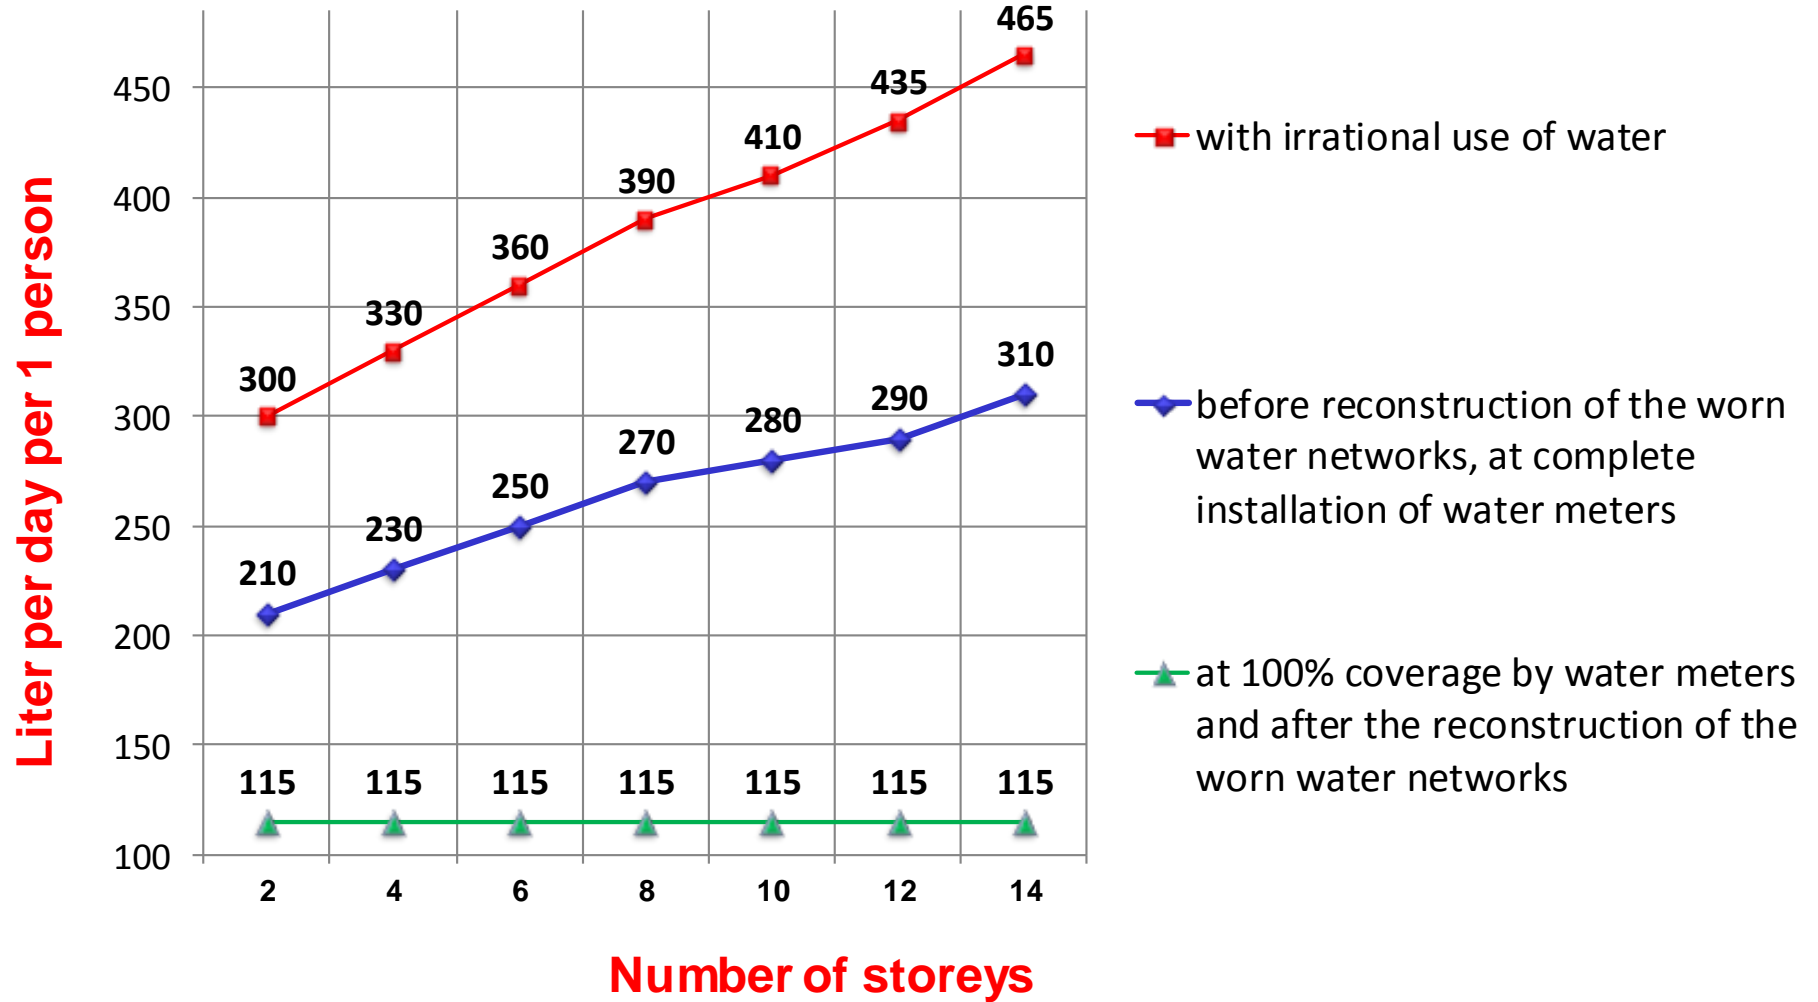 465
450
435
410
400
390
360
350
330
300
300
310
290
280
270
250
250
230
210
200
150
115 115 115 115 115 115 115
100
2 4 6 8 10 12 14
Liter per day per 1 person
Number of storeys
with irrational use of water
before reconstruction of the worn
water networks, at complete
installation of water meters
at 100% coverage by water meters
and after the reconstruction of the
worn water networks